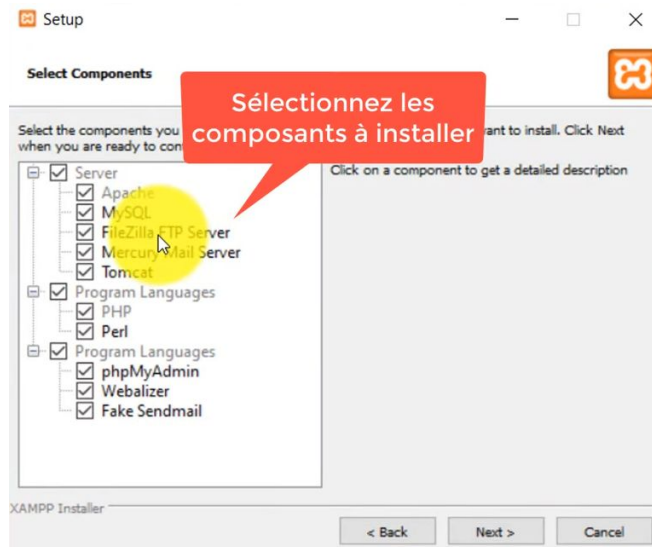 Setup
Select Components
Sélectionnez les
composants à installer
Select the components you
ant to install. Click Next
when you are ready to con
Click on a component to get a detailed description
Server
Apache
MySQL
FileZilla FTP Server
Mercury Mail Server
Tomcat
Program Languages
PHP
Perl
Program Languages
phpMyAdmin
Webalizer
Fake Sendmail
XAMPP Installer
< Back
Next >
Cancel